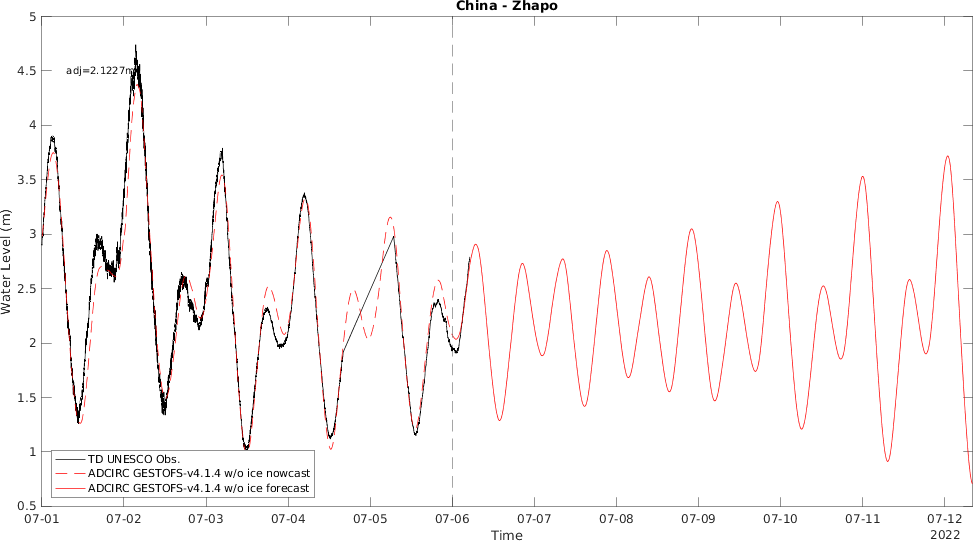 China - Zhapo
adj=2.1227m
Water Level (m)
5
4.5
4
3.5
3
2.5
2
1.5
1
0.5
TD UNESCO Obs.
ADCIRC GESTOFS-v4.1.4 w/o ice nowcast
ADCIRC GESTOFS-v4.1.4 w/o ice forecast
07-01 07-02 07-03 07-04 07-05 07-06 07-07 07-08 07-09 07-10 07-11 07-12
2022
Time